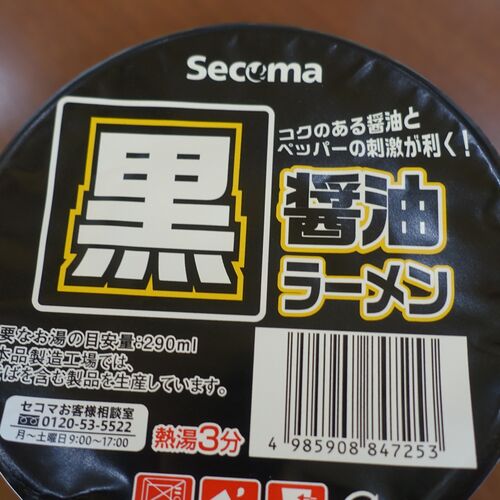 Secoma
コクのある醤油と
ペッパーの刺激が利く!
黒
醤油
ラーメン
要なお湯の目安量:290ml
本品製造工場では、
そばを含む製品を生産しています。
セコマお客様相談室
0120-53-5522
月~土曜日9:00~17:00
熱湯3分
4 985908 847253